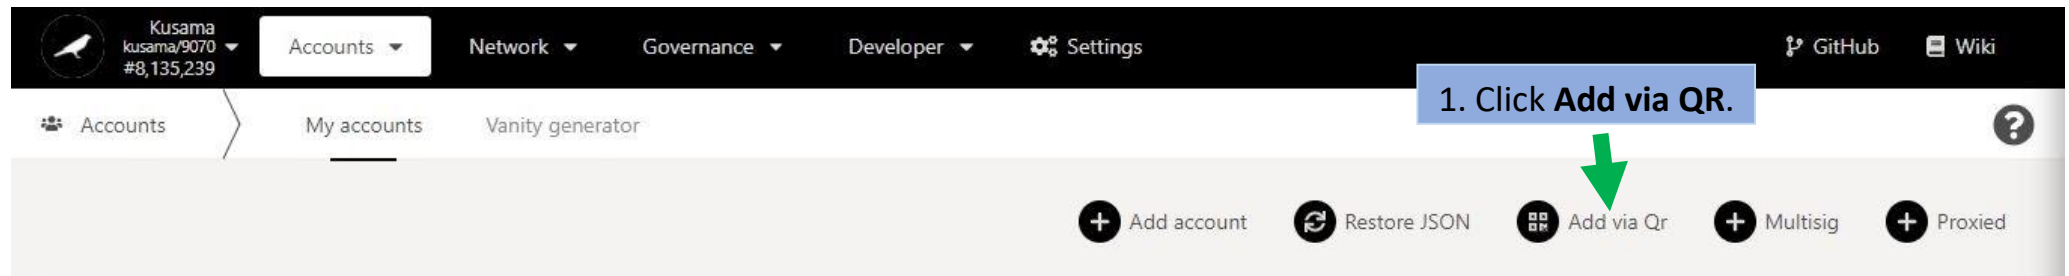 Kusama
kusama/9070
#8,135,239
Accounts
Network
Governance
Developer
Settings
GitHub
Wiki
1. Click Add via QR.
Accounts
My accounts
Vanity generator
Add account
Restore JSON
Add via Qr
Multisig
Proxied